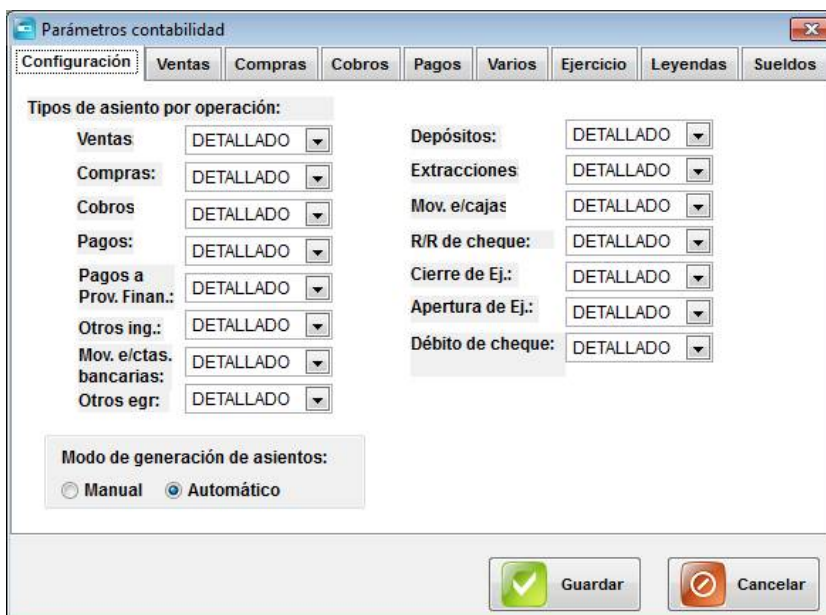 Parámetros contabilidad
Configuración Ventas Compras Cobros Pagos Varios Ejercicio Leyendas Sueldos
Tipos de asiento por operación:
Ventas DETALLADO
Compras: DETALLADO
Cobros DETALLADO
Pagos: DETALLADO
Pagos a
Prov. Finan.: DETALLADO
Otros ing.: DETALLADO
Mov. e/ctas.
bancarias: DETALLADO
Otros egr: DETALLADO
Depósitos: DETALLADO
Extracciones DETALLADO
Mov. e/cajas DETALLADO
R/R de cheque: DETALLADO
Cierre de Ej.: DETALLADO
Apertura de Ej.: DETALLADO
Débito de cheque: DETALLADO
Modo de generación de asientos:
Manual Automático
Guardar Cancelar